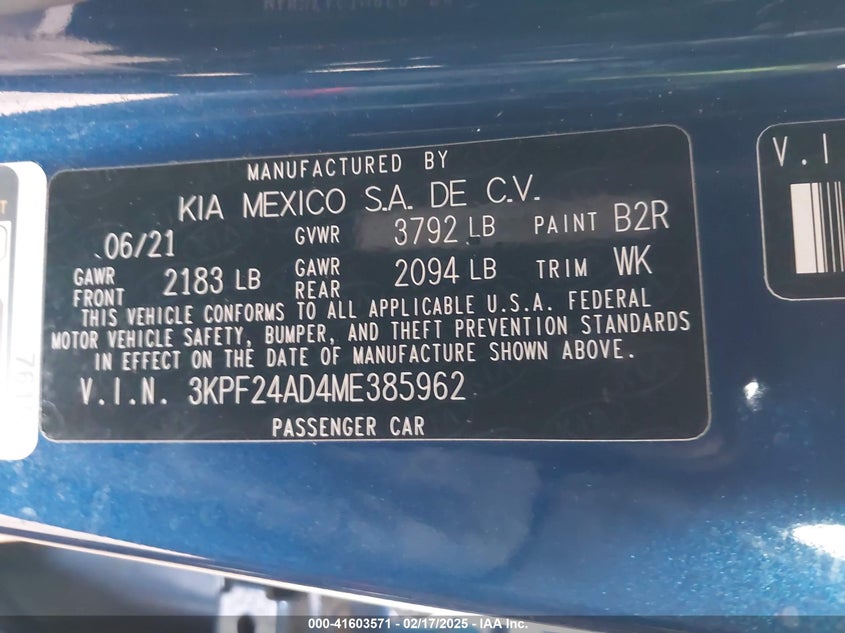 MANUFACTURED BY
KIA MEXICO S.A. DE C.V.
06/21 GVWR 3792 LB PAINT B2R
GAWR FRONT 2183 LB GAWR REAR 2094 LB TRIM WK
THIS VEHICLE CONFORMS TO ALL APPLICABLE U.S.A. FEDERAL
MOTOR VEHICLE SAFETY, BUMPER, AND THEFT PREVENTION STANDARDS
IN EFFECT ON THE DATE OF MANUFACTURE SHOWN ABOVE.
V.I.N. 3KPF24AD4ME385962
PASSENGER CAR
V.I
000-41603571 - 02/17/2025 - IAAI Inc.